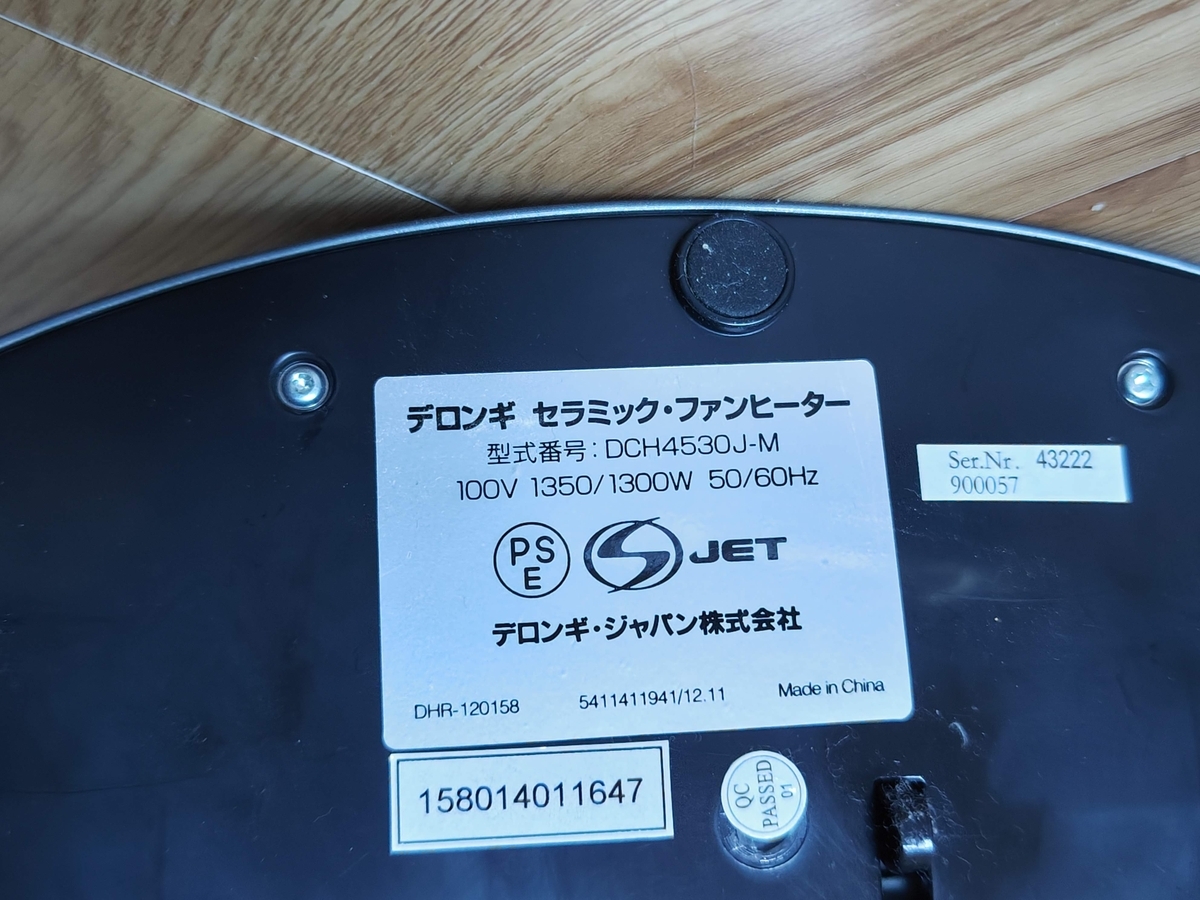 デロンギ セラミック・ファンヒーター
型式番号:DCH4530J-M
100V 1350/1300W 50/60Hz
PS
E
JET
デロンギ・ジャパン株式会社
DHR-120158 5411411941/12.11 Made in China
Ser.Nr. 43222
900057
158014011647
QC
PASSED
01